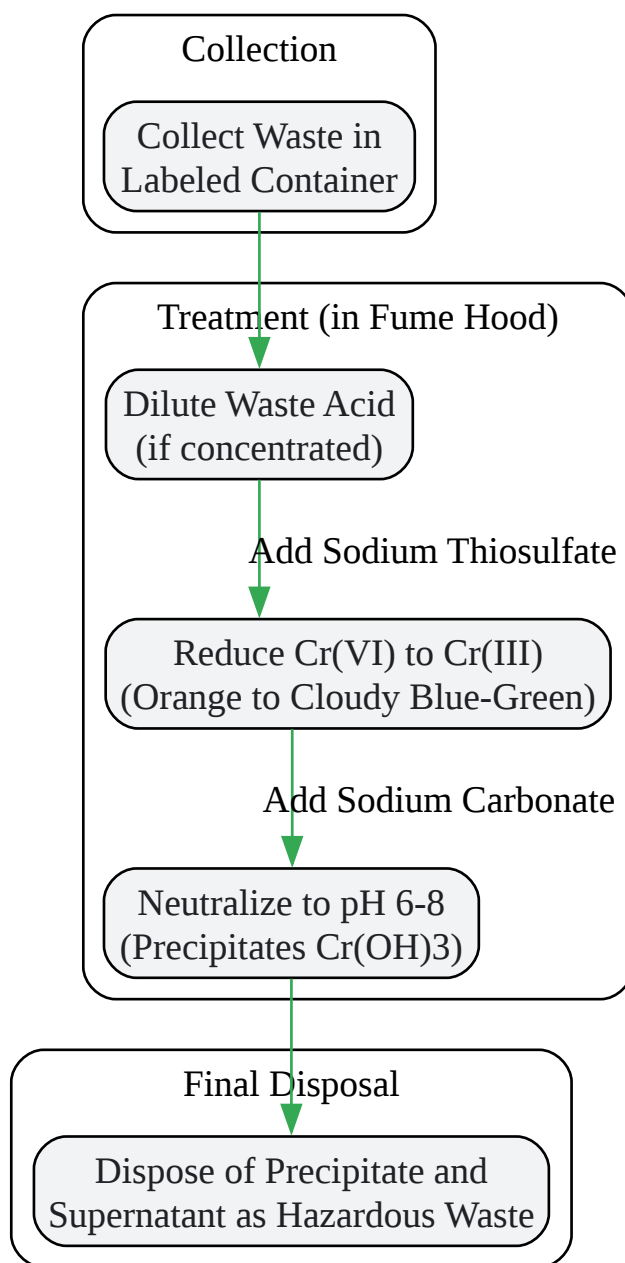 Collection
Collect Waste in
Labeled Container
Treatment (in Fume Hood)
Dilute Waste Acid
(if concentrated)
Add Sodium Thiosulfate
Reduce Cr(VI) to Cr(III)
(Orange to Cloudy Blue-Green)
Add Sodium Carbonate
Neutralize to pH 6-8
(Precipitates Cr(OH)3)
Final Disposal
Dispose of Precipitate and
Supernatant as Hazardous Waste